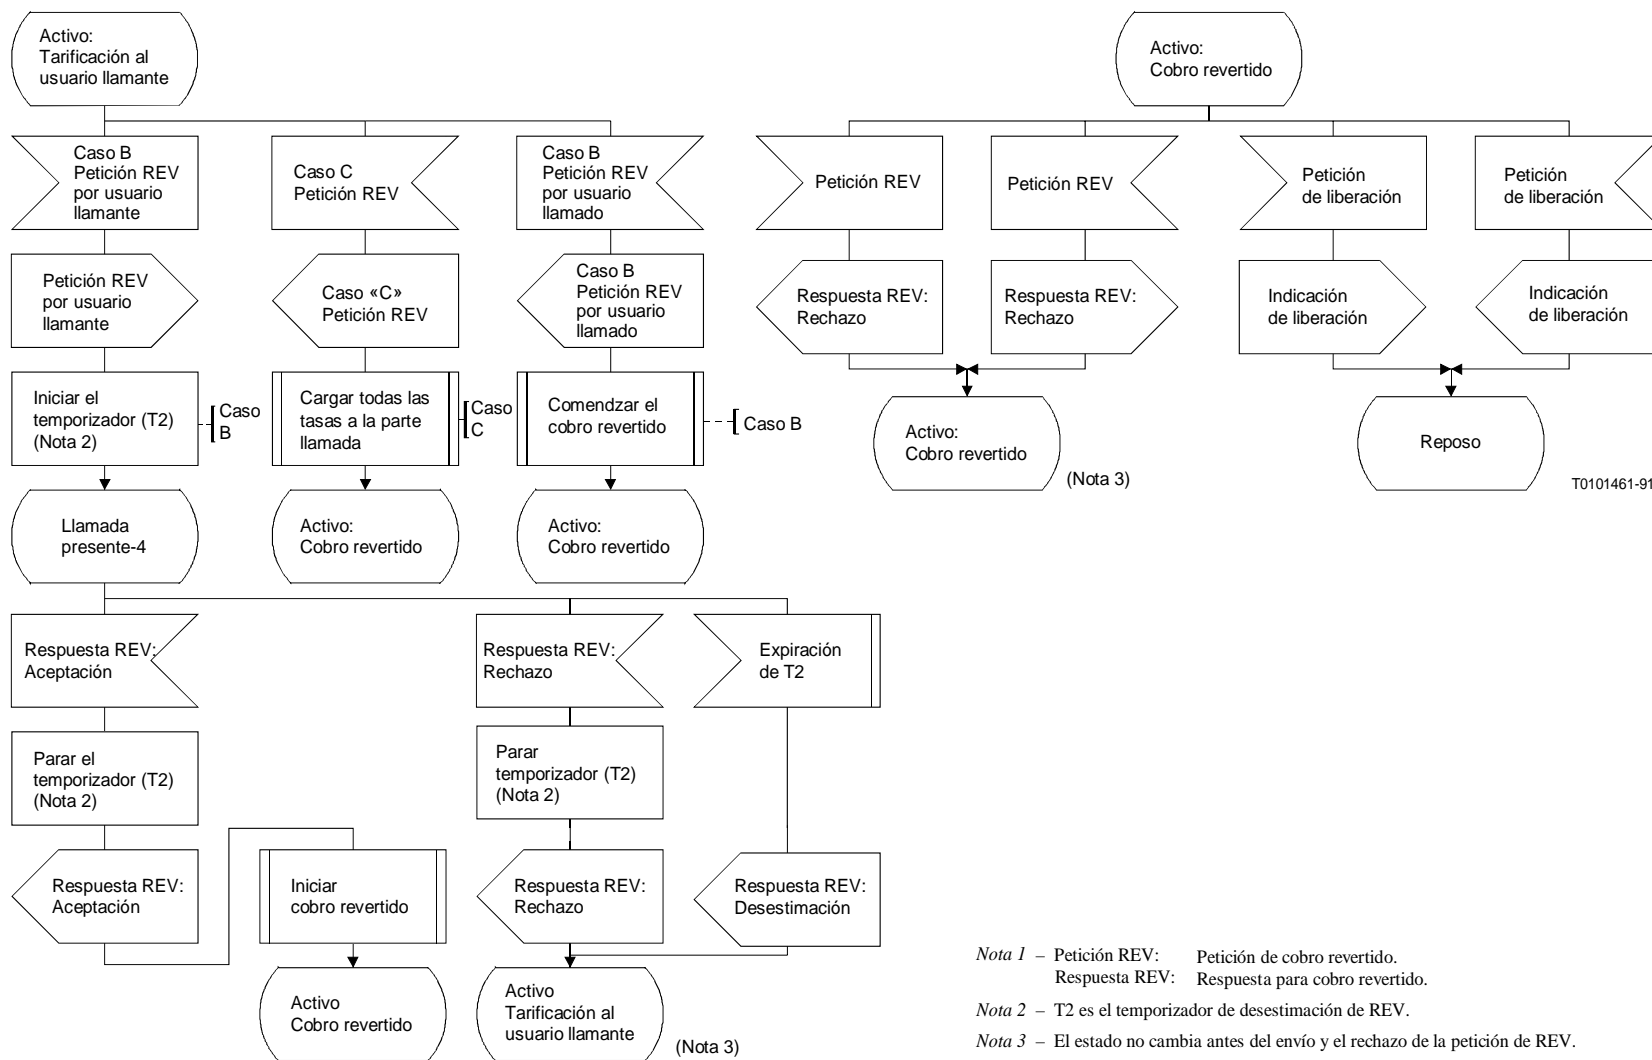 Activo:
Tarificación al
usuario llamante
Caso B
Petición REV
por usuario
llamante
Caso C
Petición REV
Caso B
Petición REV
por usuario
llamado
Petición REV
por usuario
llamante
Caso «C»
Petición REV
Caso B
Petición REV
por usuario
llamado
Iniciar el
temporizador (T2)
(Nota 2)
Caso
B
Cargar todas las
tasas a la parte
llamada
Caso
C
Comendzar el
cobro revertido
Caso B
Llamada
presente-4
Activo:
Cobro revertido
Activo:
Cobro revertido
Respuesta REV:
Aceptación
Respuesta REV:
Rechazo
Expiración
de T2
Parar el
temporizador (T2)
(Nota 2)
Parar
temporizador (T2)
(Nota 2)
Respuesta REV:
Aceptación
Iniciar
cobro revertido
Respuesta REV:
Rechazo
Respuesta REV:
Desestimación
Activo
Cobro revertido
Activo
Tarificación al
usuario llamante
(Nota 3)
Activo:
Cobro revertido
Petición REV
Petición REV
Petición
de liberación
Petición
de liberación
Respuesta REV:
Rechazo
Respuesta REV:
Rechazo
Indicación
de liberación
Indicación
de liberación
Activo:
Cobro revertido
(Nota 3)
Reposo
T0101461-91
Nota 1 – Petición REV: Petición de cobro revertido.
Respuesta REV: Respuesta para cobro revertido.
Nota 2 – T2 es el temporizador de desestimación de REV.
Nota 3 – El estado no cambia antes del envío y el rechazo de la petición de REV.